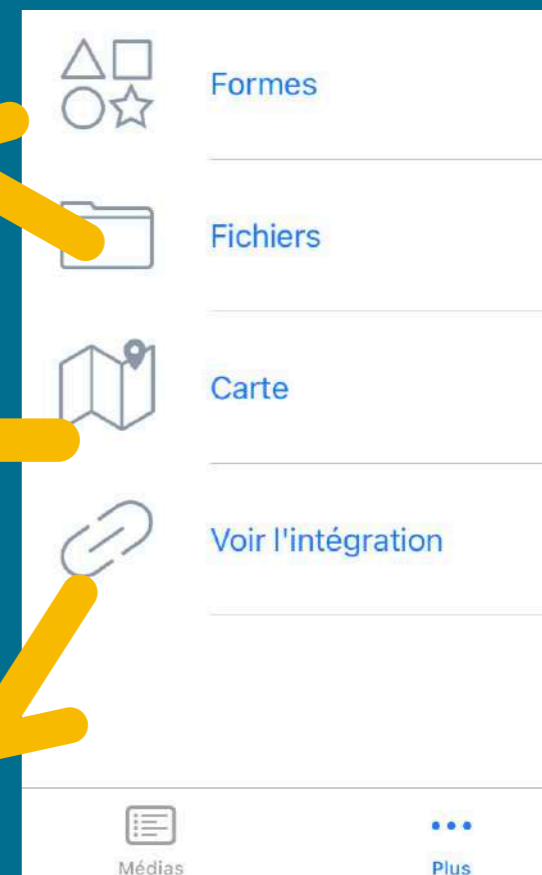 Formes
Fichiers
Carte
Voir l'intégration
Médias
Plus